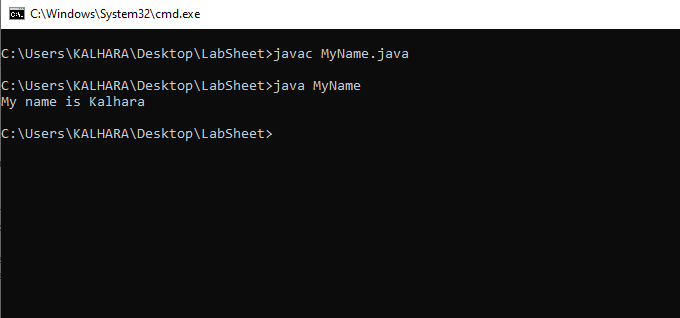 C:\Windows\System32\cmd.exe
C:\Users\KALHARA\Desktop\LabSheet>javac MyName.java
C:\Users\KALHARA\Desktop\LabSheet>java MyName
My name is Kalhara
C:\Users\KALHARA\Desktop\LabSheet>